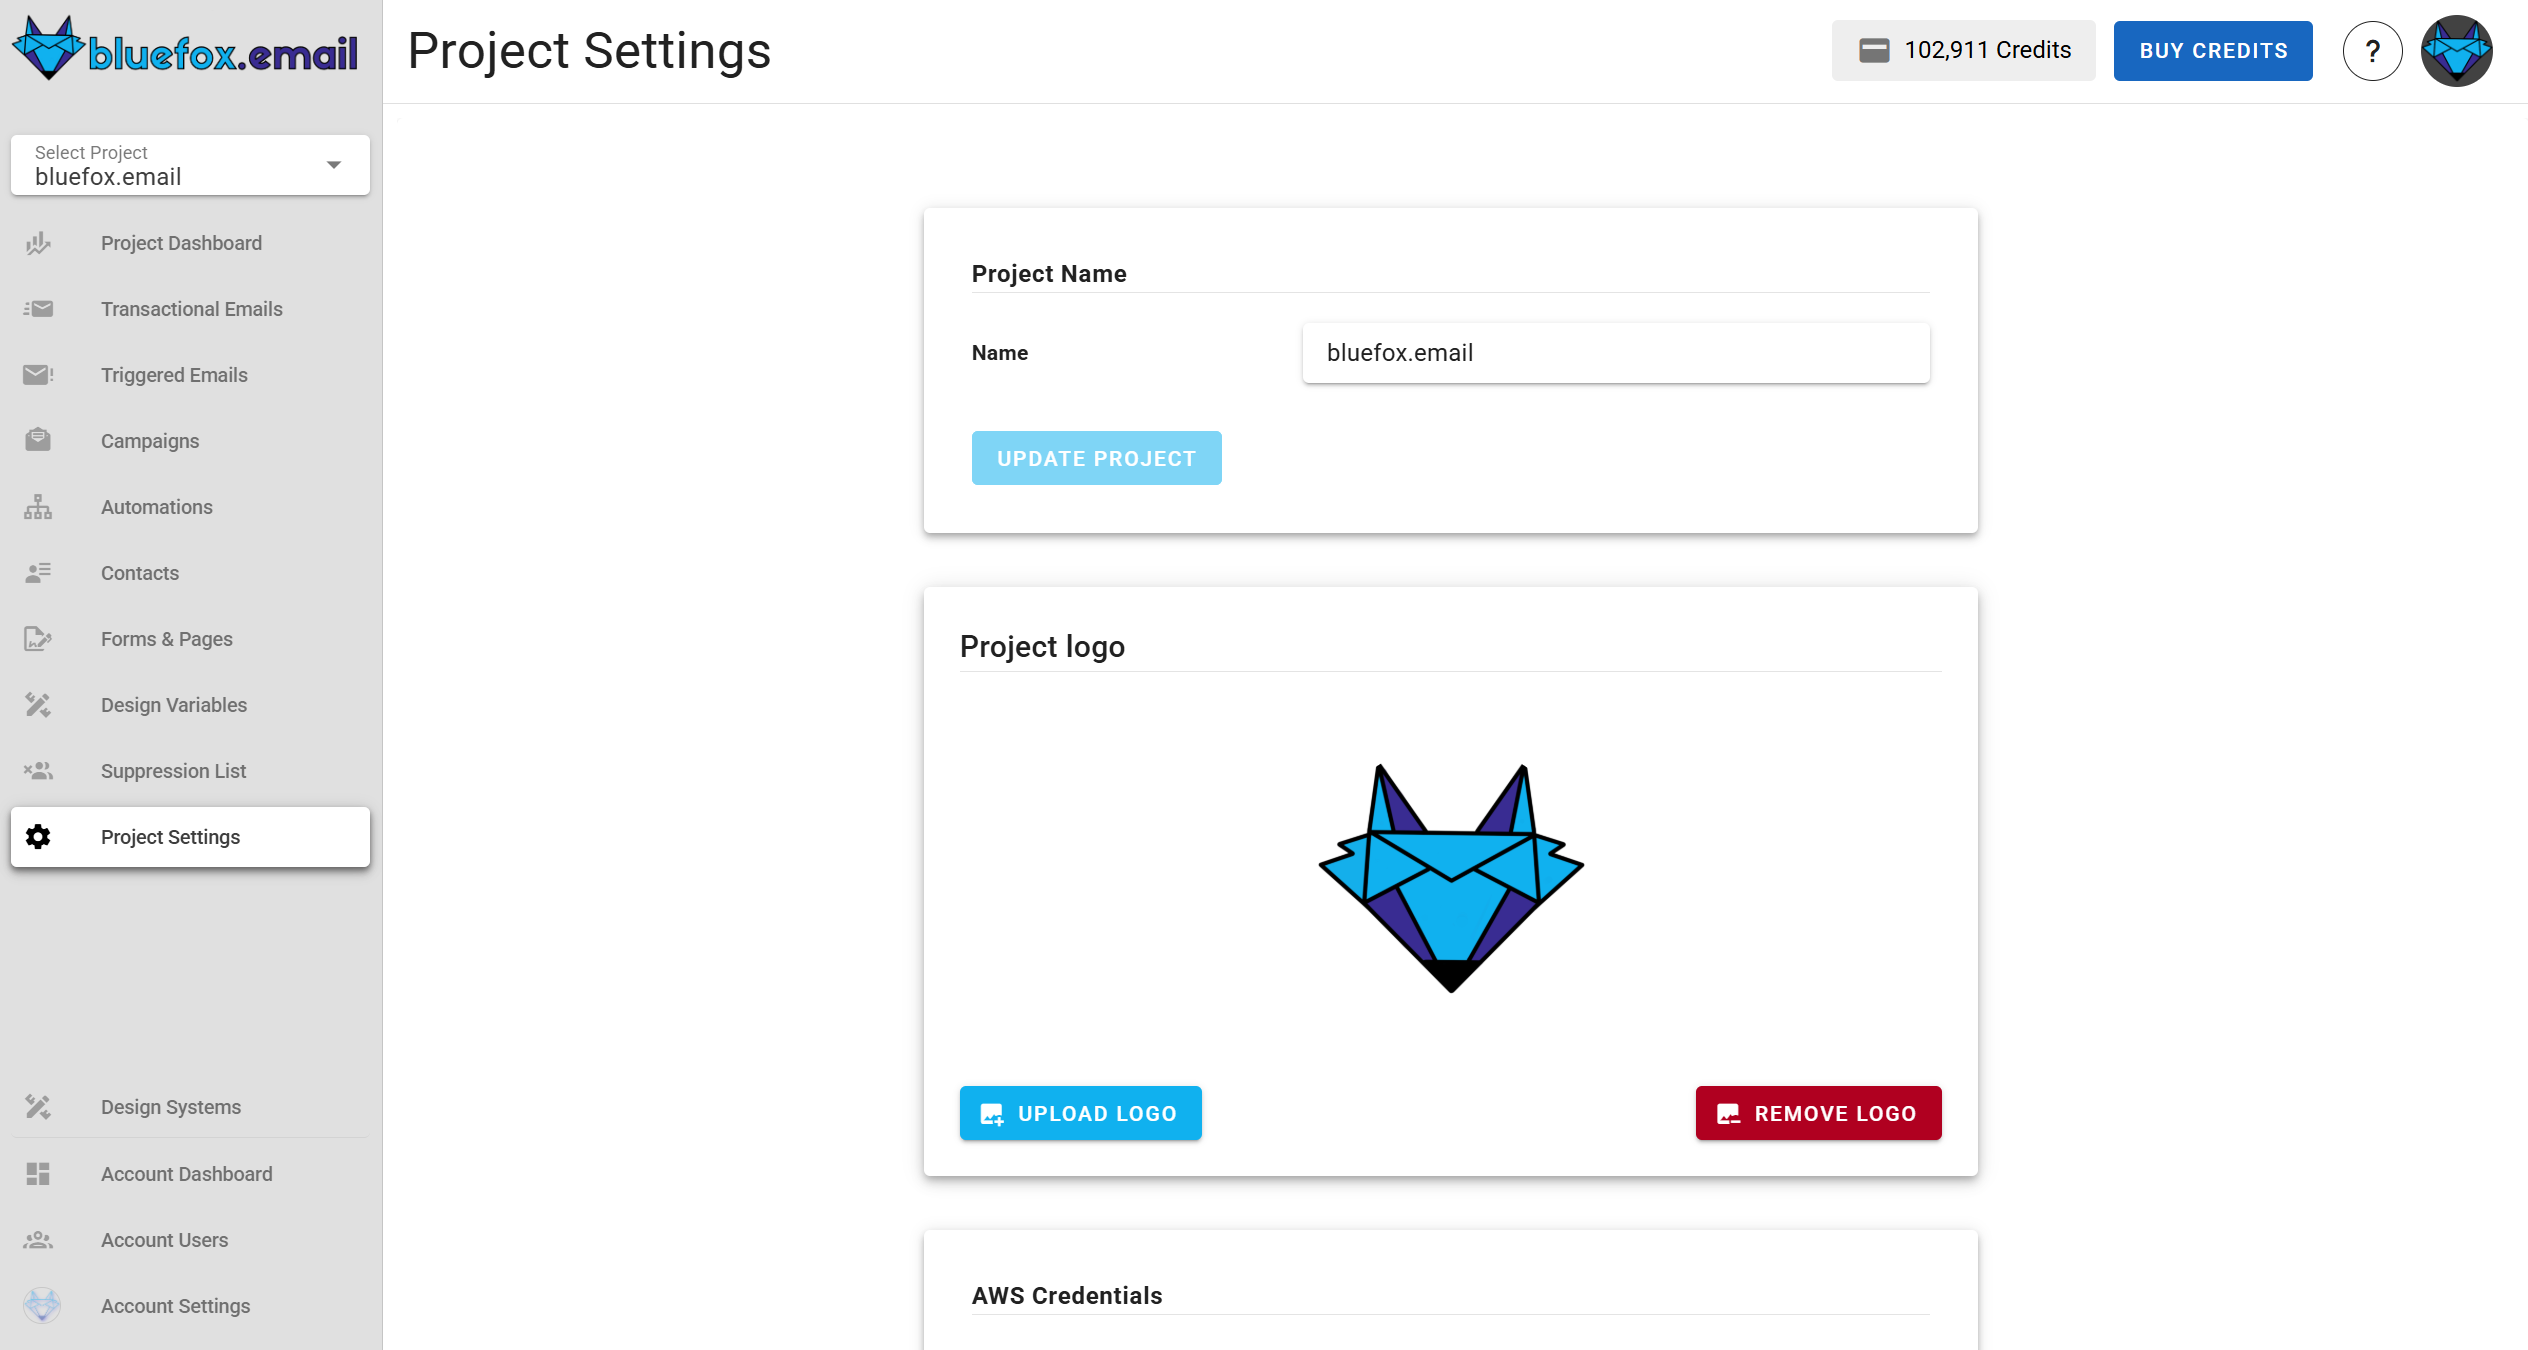 bluefox.email
Project Settings
102,911 Credits
BUY CREDITS
?
Select Project
bluefox.email
Project Dashboard
Transactional Emails
Triggered Emails
Campaigns
Automations
Contacts
Forms & Pages
Design Variables
Suppression List
Project Settings
Design Systems
Account Dashboard
Account Users
Account Settings
Project Name
Name
bluefox.email
UPDATE PROJECT
Project logo
UPLOAD LOGO
REMOVE LOGO
AWS Credentials